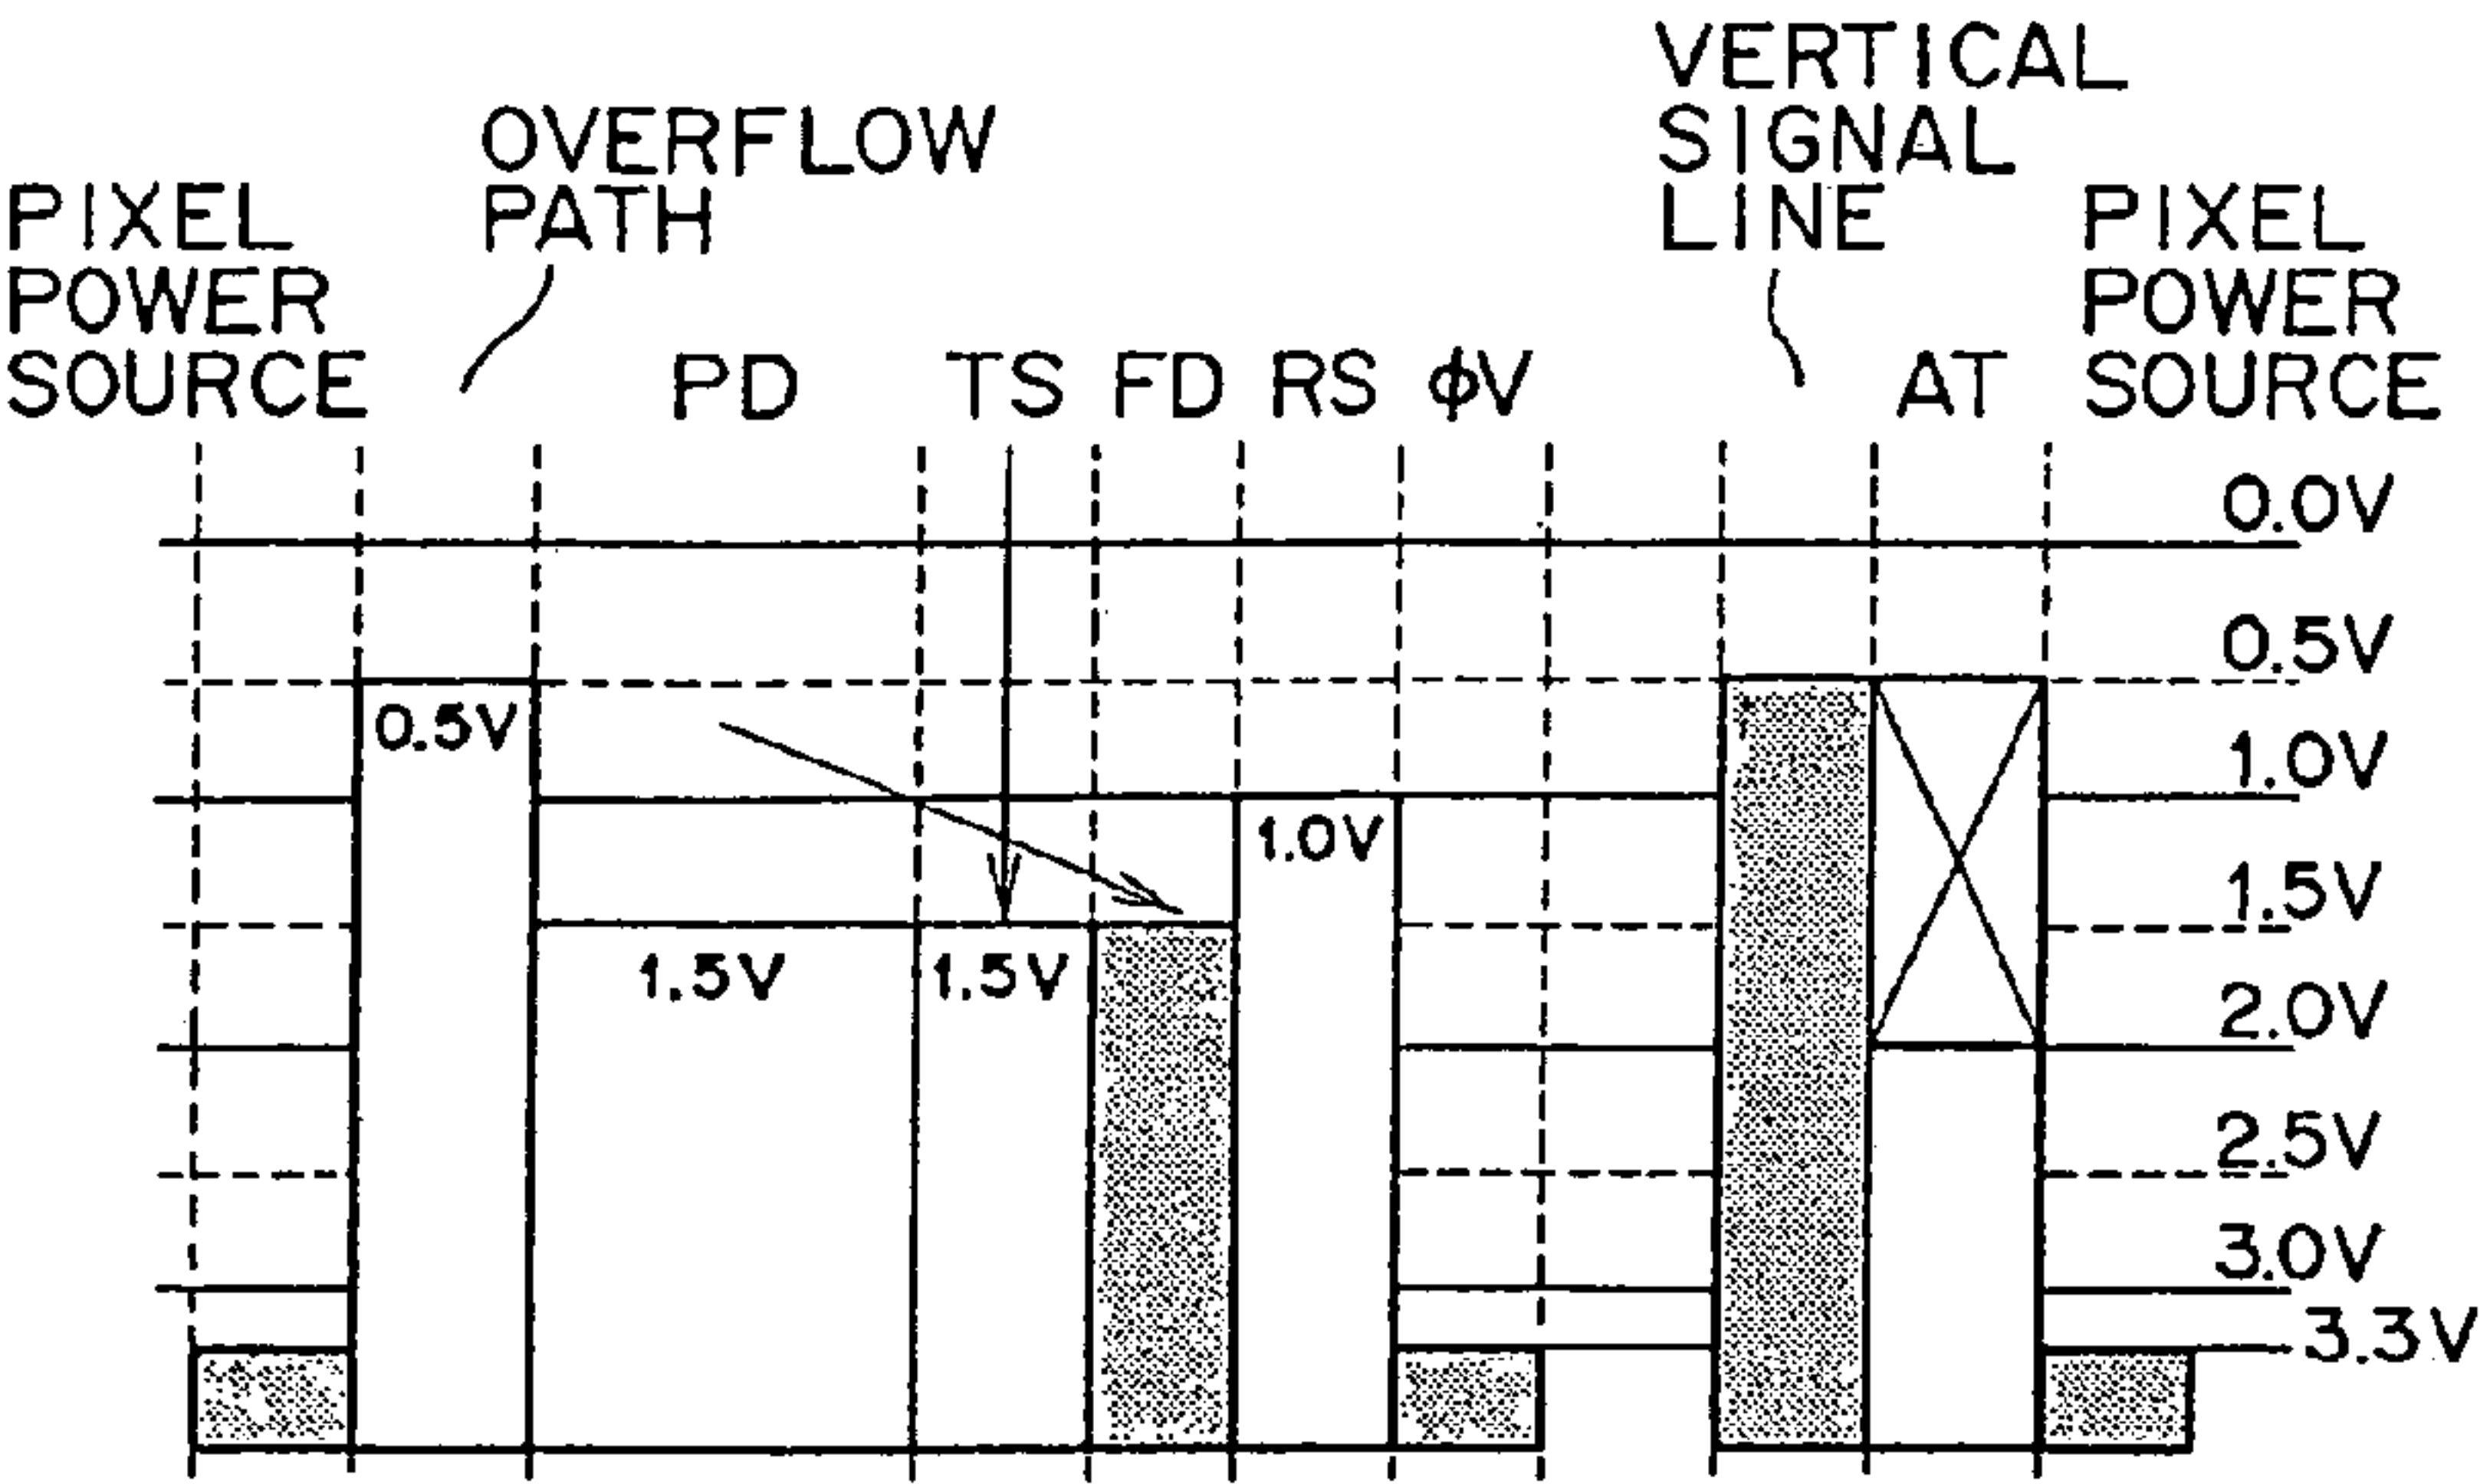 PIXEL
POWER
SOURCE
OVERFLOW
PATH
PD
TS
FD
RS
ϕV
VERTICAL
SIGNAL
LINE
AT
PIXEL
POWER
SOURCE
0.0V
0.5V
0.5V
1.0V
1.0V
1.5V
1.5V
1.5V
2.0V
2.5V
3.0V
3.3V